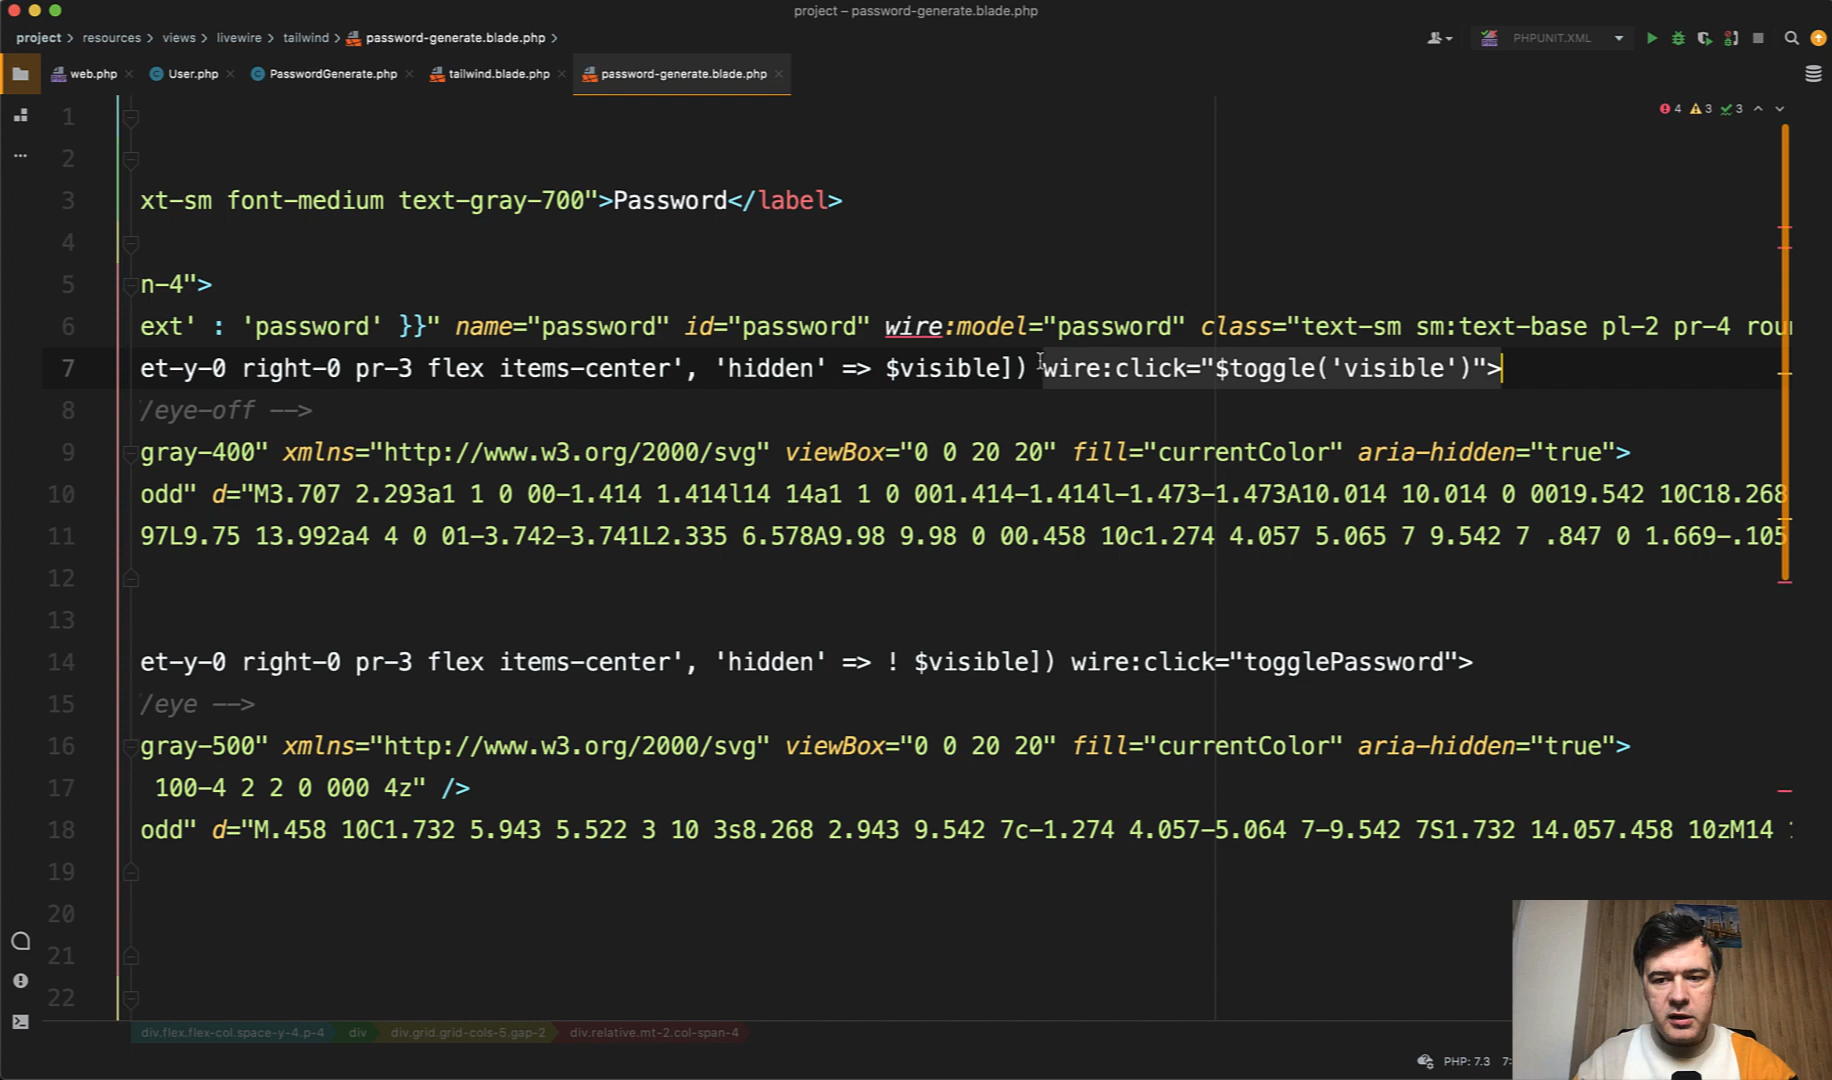 project – password-generate.blade.php
project resources views livewire tailwind password-generate.blade.php PHPUNIT.XML
web.php User.php PasswordGenerate.php tailwind.blade.php password-generate.blade.php
4 3 3
1
2
3 xt-sm font-medium text-gray-700">Password</label>
4
5 n-4">
6 ext' : 'password' }}" name="password" id="password" wire:model="password" class="text-sm sm:text-base pl-2 pr-4 rou
7 et-y-0 right-0 pr-3 flex items-center', 'hidden' => $visible]) wire:click="$toggle('visible')">
8 /eye-off -->
9 gray-400" xmlns="http://www.w3.org/2000/svg" viewBox="0 0 20 20" fill="currentColor" aria-hidden="true">
10 odd" d="M3.707 2.293a1 1 0 00-1.414 1.414l14 14a1 1 0 001.414-1.414l-1.473-1.473A10.014 10.014 0 0019.542 10C18.268
11 97L9.75 13.992a4 4 0 01-3.742-3.741L2.335 6.578A9.98 9.98 0 00.458 10c1.274 4.057 5.065 7 9.542 7 .847 0 1.669-.105
12
13
14 et-y-0 right-0 pr-3 flex items-center', 'hidden' => ! $visible]) wire:click="togglePassword">
15 /eye -->
16 gray-500" xmlns="http://www.w3.org/2000/svg" viewBox="0 0 20 20" fill="currentColor" aria-hidden="true">
17 100-4 2 2 0 000 4z" />
18 odd" d="M.458 10C1.732 5.943 5.522 3 10 3s8.268 2.943 9.542 7c-1.274 4.057-5.064 7-9.542 7S1.732 14.057.458 10zM14
19
20
21
22
div.flex.flex-col.space-y-4.p-4 div div.grid.grid-cols-5.gap-2 div.relative.mt-2.col-span-4
PHP: 7.3 7: